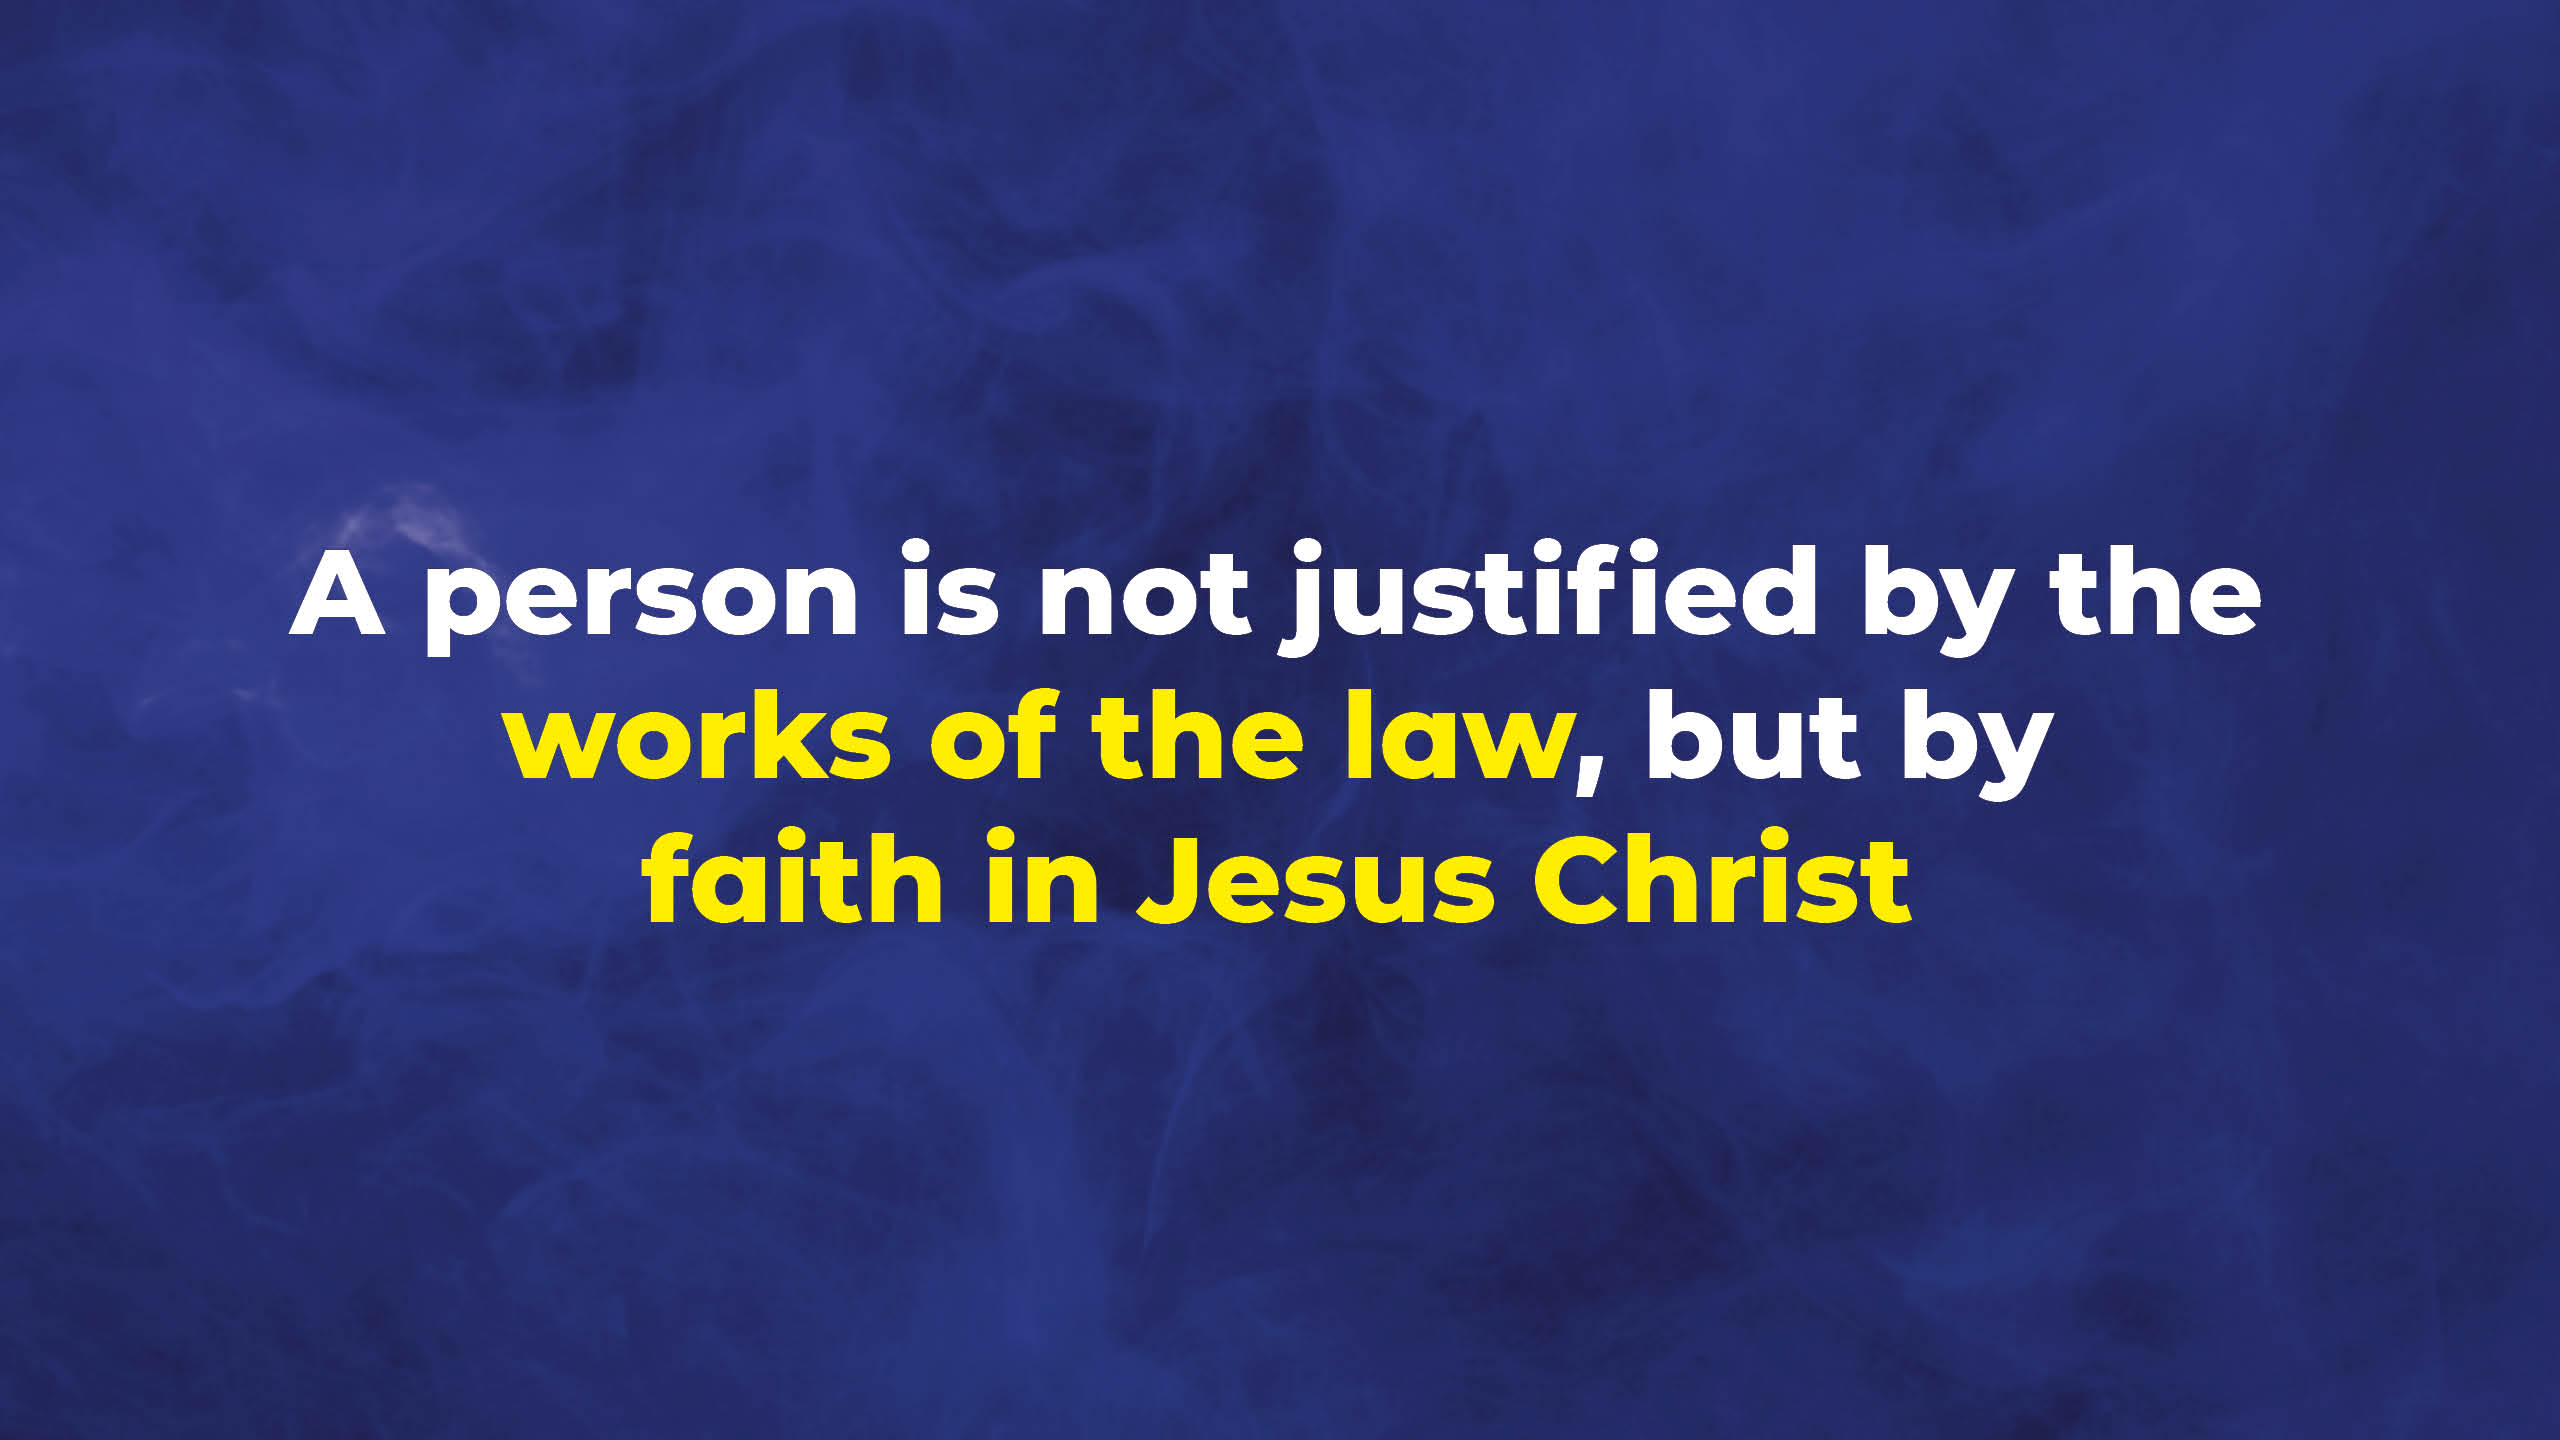 A person is not justified by the
works of the law, but by
faith in Jesus Christ